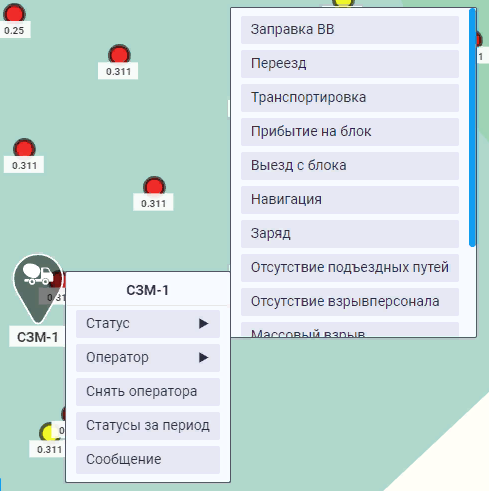 0.25
0.311
0.311
0.311
СЗМ-1
0.311
Заправка ВВ
Переезд
Транспортировка
Прибытие на блок
Выезд с блока
Навигация
Заряд
Отсутствие подъездных путей
Отсутствие взрывперсонала
Массовый взрыв
СЗМ-1
Статус
Оператор
Снять оператора
Статусы за период
Сообщение